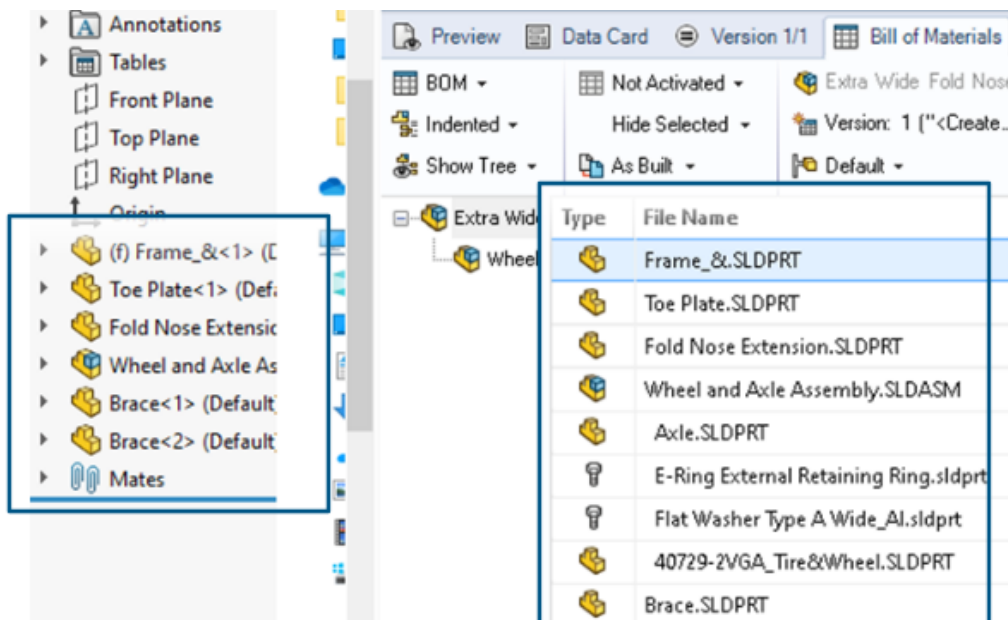 Annotations
Tables
Front Plane
Top Plane
Right Plane
Origin
(f) Frame_&<1> (D
Toe Plate<1> (Defa
Fold Nose Extensio
Wheel and Axle As
Brace<1> (Default
Brace<2> (Default
Mates
Preview Data Card Version 1/1 Bill of Materials
BOM Not Activated Extra Wide Fold Nose
Indented Hide Selected Version: 1 ("<Create...
Show Tree As Built Default
Extra Wid
Wheel
Type File Name
Frame_&.SLDPRT
Toe Plate.SLDPRT
Fold Nose Extension.SLDPRT
Wheel and Axle Assembly.SLDASM
Axle.SLDPRT
E-Ring External Retaining Ring.sldprt
Flat Washer Type A Wide_AI.sldprt
40729-2VGA_Tire&Wheel.SLDPRT
Brace.SLDPRT